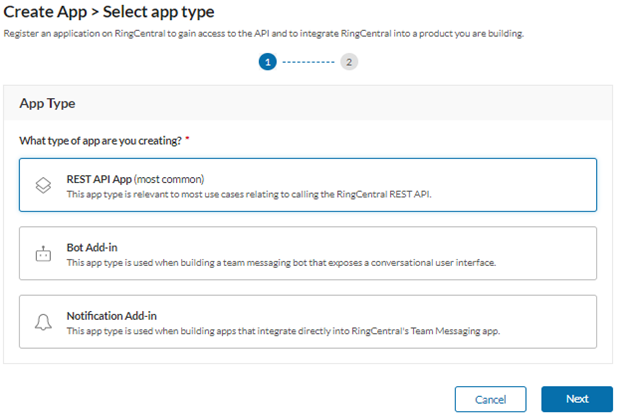 Create App > Select app type
Register an application on RingCentral to gain access to the API and to integrate RingCentral into a product you are building.
1 2
App Type
What type of app are you creating? *
REST API App (most common)
This app type is relevant to most use cases relating to calling the RingCentral REST API.
Bot Add-in
This app type is used when building a team messaging bot that exposes a conversational user interface.
Notification Add-in
This app type is used when building apps that integrate directly into RingCentral's Team Messaging app.
Cancel Next